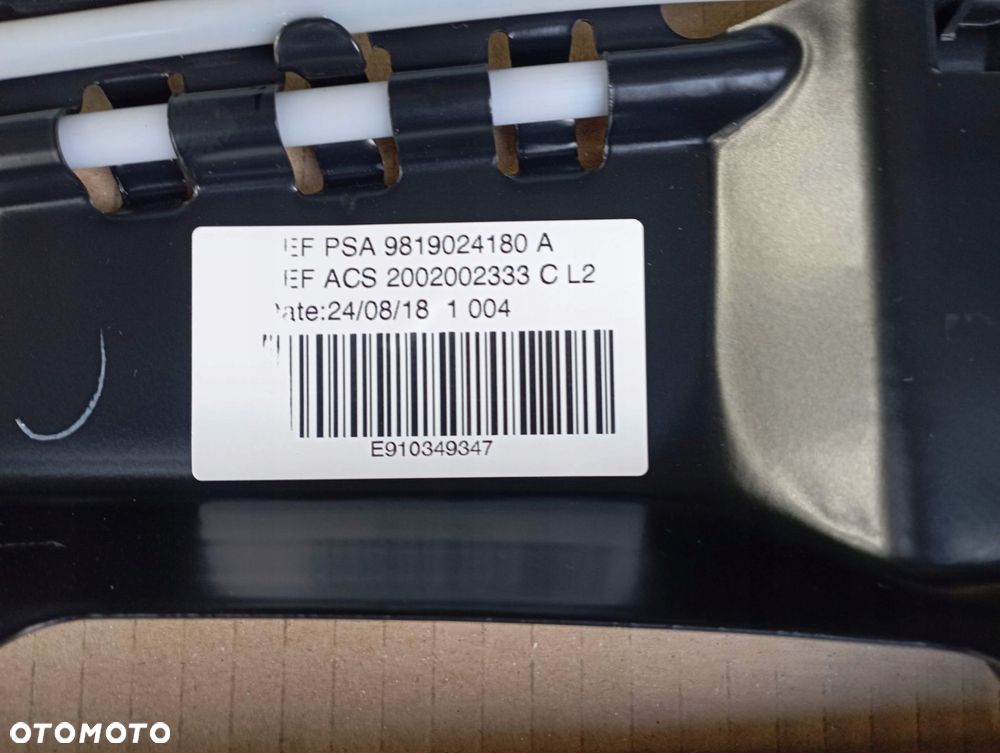 EF PSA 9819024180 A
EF ACS 2002002333 C L2
ate:24/08/18 1 004
E910349347
OTOMOTO